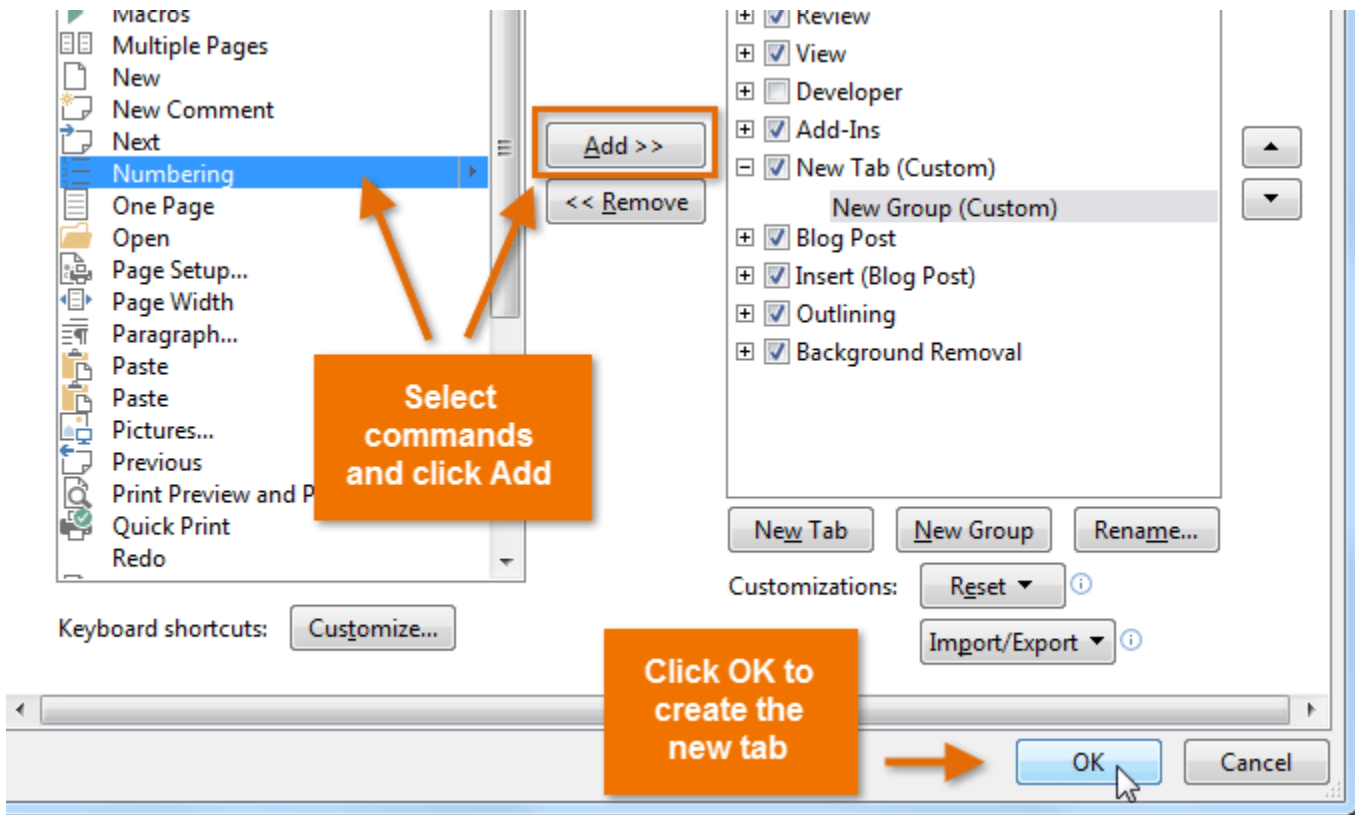 Macros
Multiple Pages
New
New Comment
Next
Numbering
One Page
Open
Page Setup...
Page Width
Paragraph...
Paste
Paste
Pictures...
Previous
Print Preview and P
Quick Print
Redo
Keyboard shortcuts: Customize...
Add >>
<< Remove
Select
commands
and click Add
Review
View
Developer
Add-Ins
New Tab (Custom)
New Group (Custom)
Blog Post
Insert (Blog Post)
Outlining
Background Removal
New Tab New Group Rename...
Customizations: Reset
Import/Export
Click OK to
create the
new tab
OK Cancel